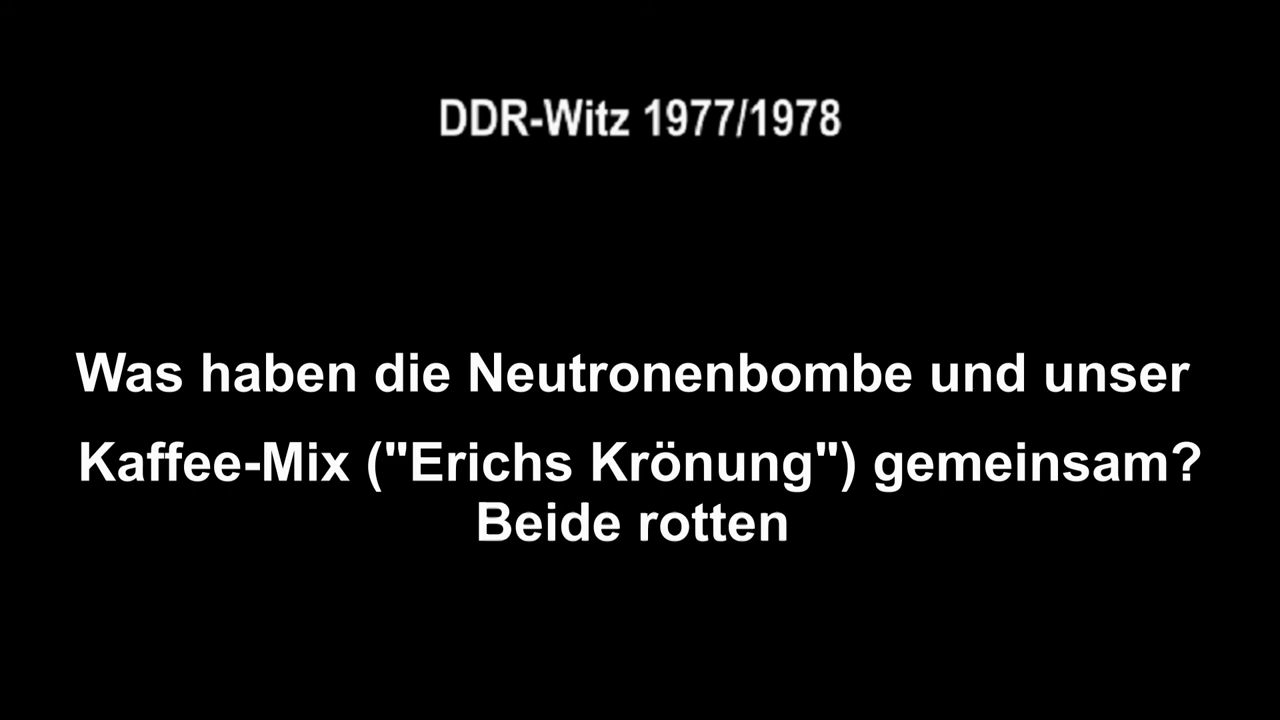 DDR-Witz 1977/1978
Was haben die Neutronenbombe und unser
Kaffee-Mix ("Erichs Krönung") gemeinsam?
Beide rotten